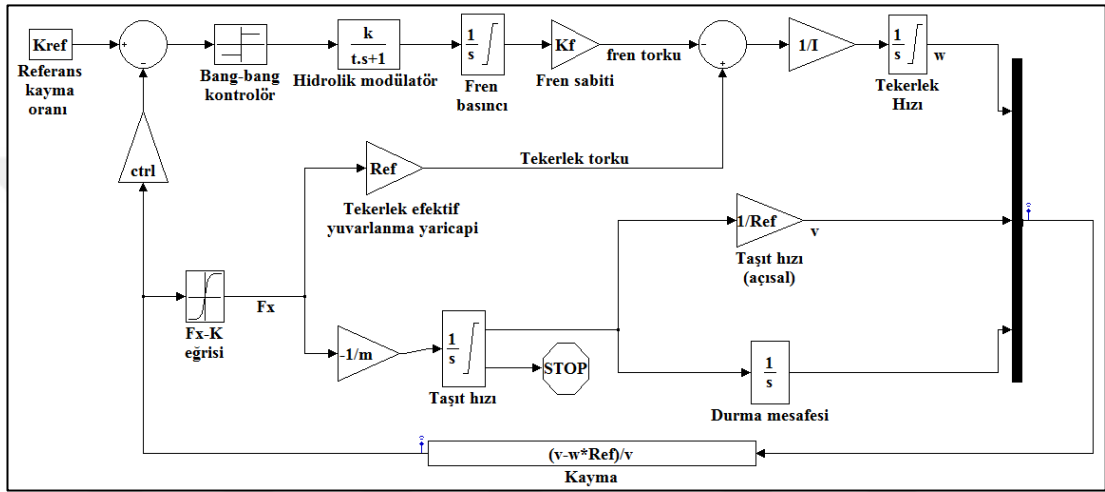 Kref
Referans
kayma
oranı
+
-
Bang-bang
kontrolör
k
t.s+1
Hidrolik modülatör
1
s
Fren
basıncı
Kf
Fren sabiti
fren torku
-
+
1/I
1
s
w
Tekerlek
Hızı
ctrl
Ref
Tekerlek torku
Tekerlek efektif
yuvarlanma yaricapi
1/Ref
v
Taşıt hızı
(açısal)
Fx-K
eğrisi
Fx
-1/m
1
s
Taşıt hızı
STOP
1
s
Durma mesafesi
(v-w*Ref)/v
Kayma